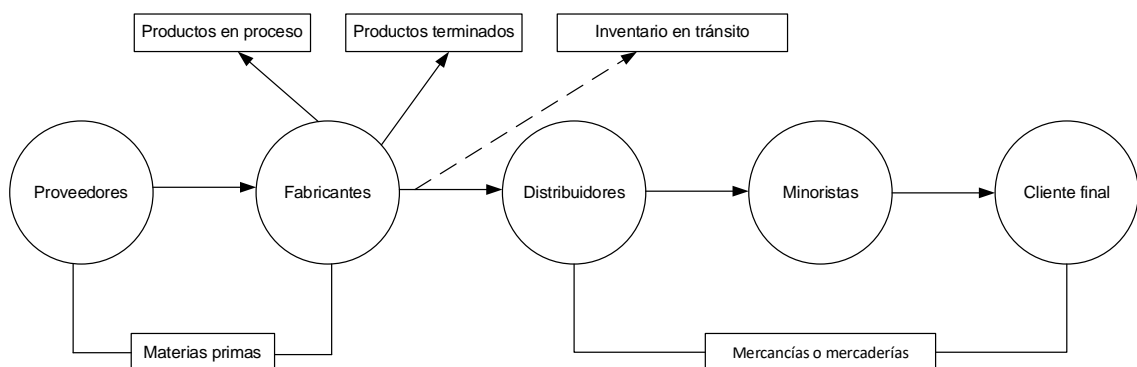 Productos en proceso
Productos terminados
Inventario en tránsito
Proveedores
Fabricantes
Distribuidores
Minoristas
Cliente final
Materias primas
Mercancías o mercaderías